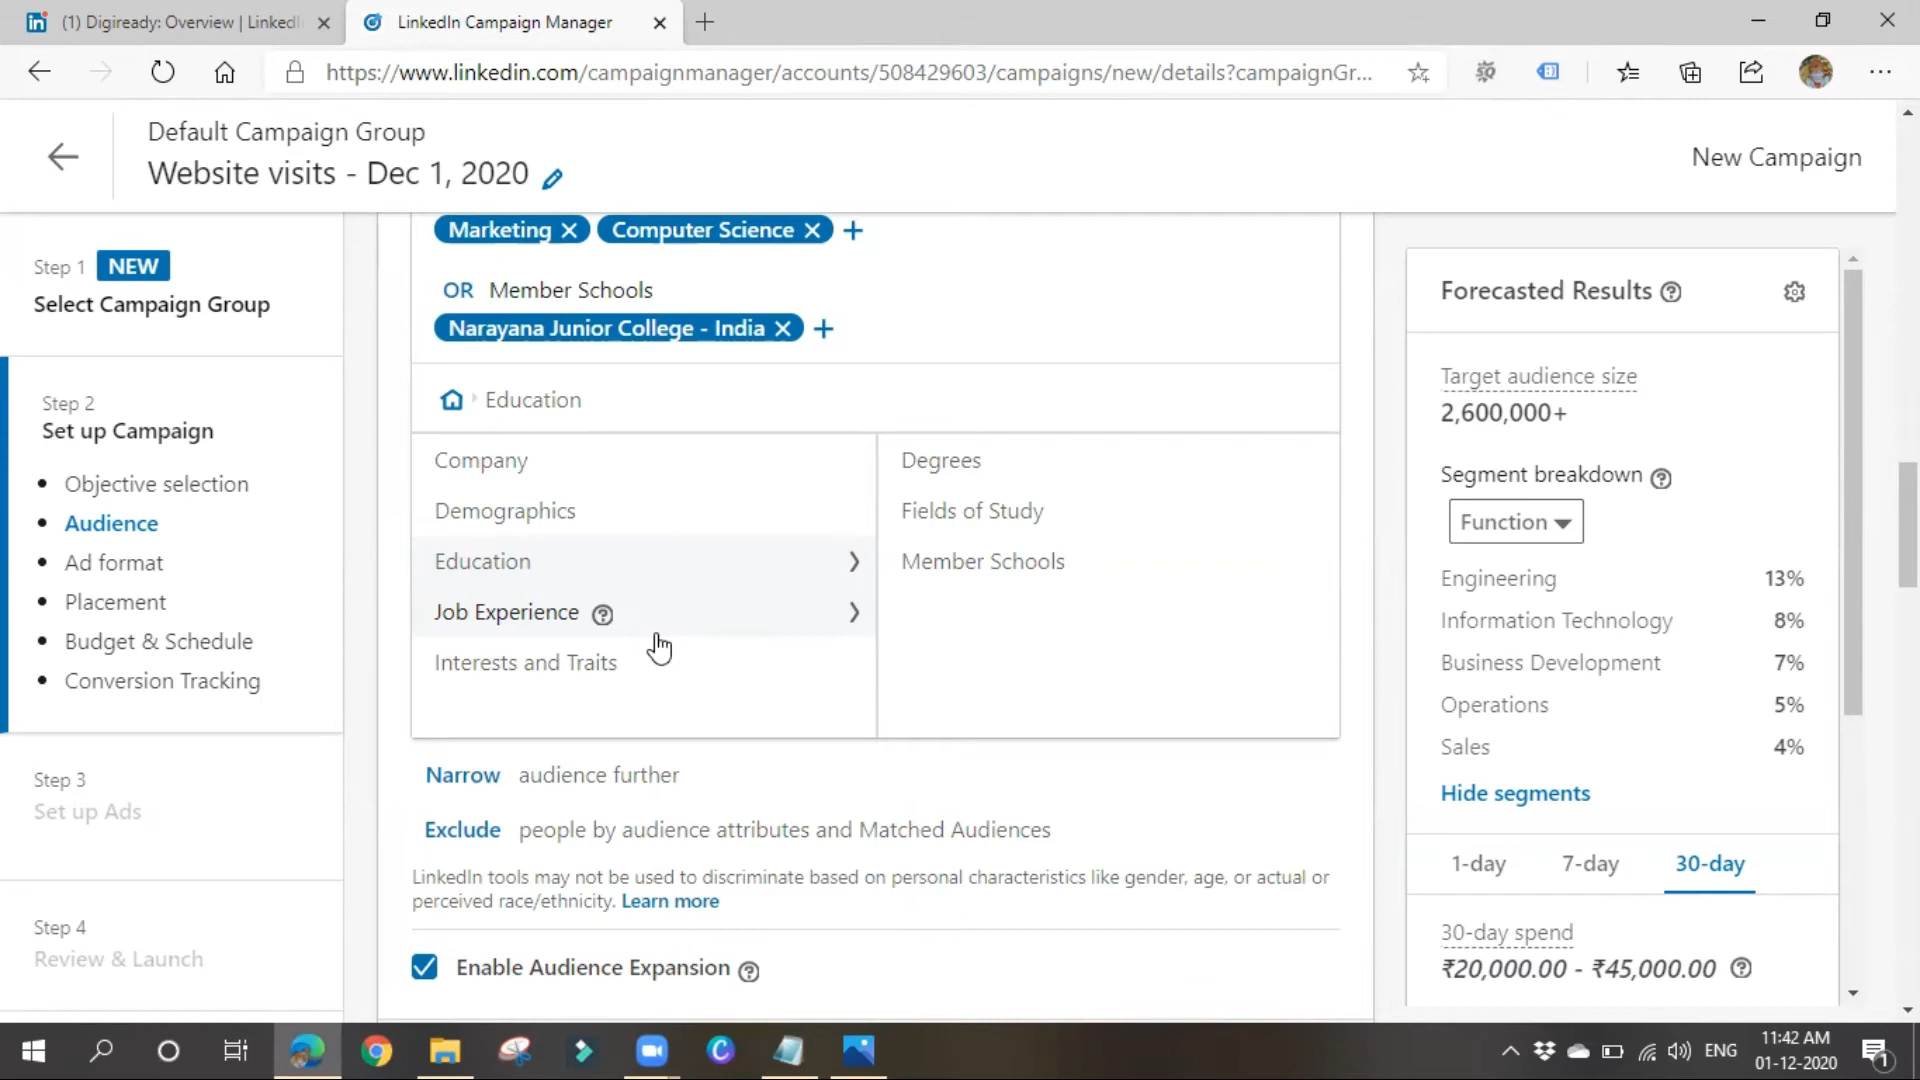 (1) Digiready: Overview | LinkedI
LinkedIn Campaign Manager
https://www.linkedin.com/campaignmanager/accounts/508429603/campaigns/new/details?campaignGr...
Default Campaign Group
Website visits - Dec 1, 2020
New Campaign
Step 1 NEW
Select Campaign Group
Step 2
Set up Campaign
Objective selection
Audience
Ad format
Placement
Budget & Schedule
Conversion Tracking
Step 3
Set up Ads
Step 4
Review & Launch
Marketing Computer Science
OR Member Schools
Narayana Junior College - India
Education
Company
Demographics
Education
Job Experience
Interests and Traits
Degrees
Fields of Study
Member Schools
Narrow audience further
Exclude people by audience attributes and Matched Audiences
LinkedIn tools may not be used to discriminate based on personal characteristics like gender, age, or actual or
perceived race/ethnicity. Learn more
Enable Audience Expansion
Forecasted Results
Target audience size
2,600,000+
Segment breakdown
Function
Engineering 13%
Information Technology 8%
Business Development 7%
Operations 5%
Sales 4%
Hide segments
1-day 7-day 30-day
30-day spend
₹20,000.00 - ₹45,000.00
ENG
11:42 AM
01-12-2020
1